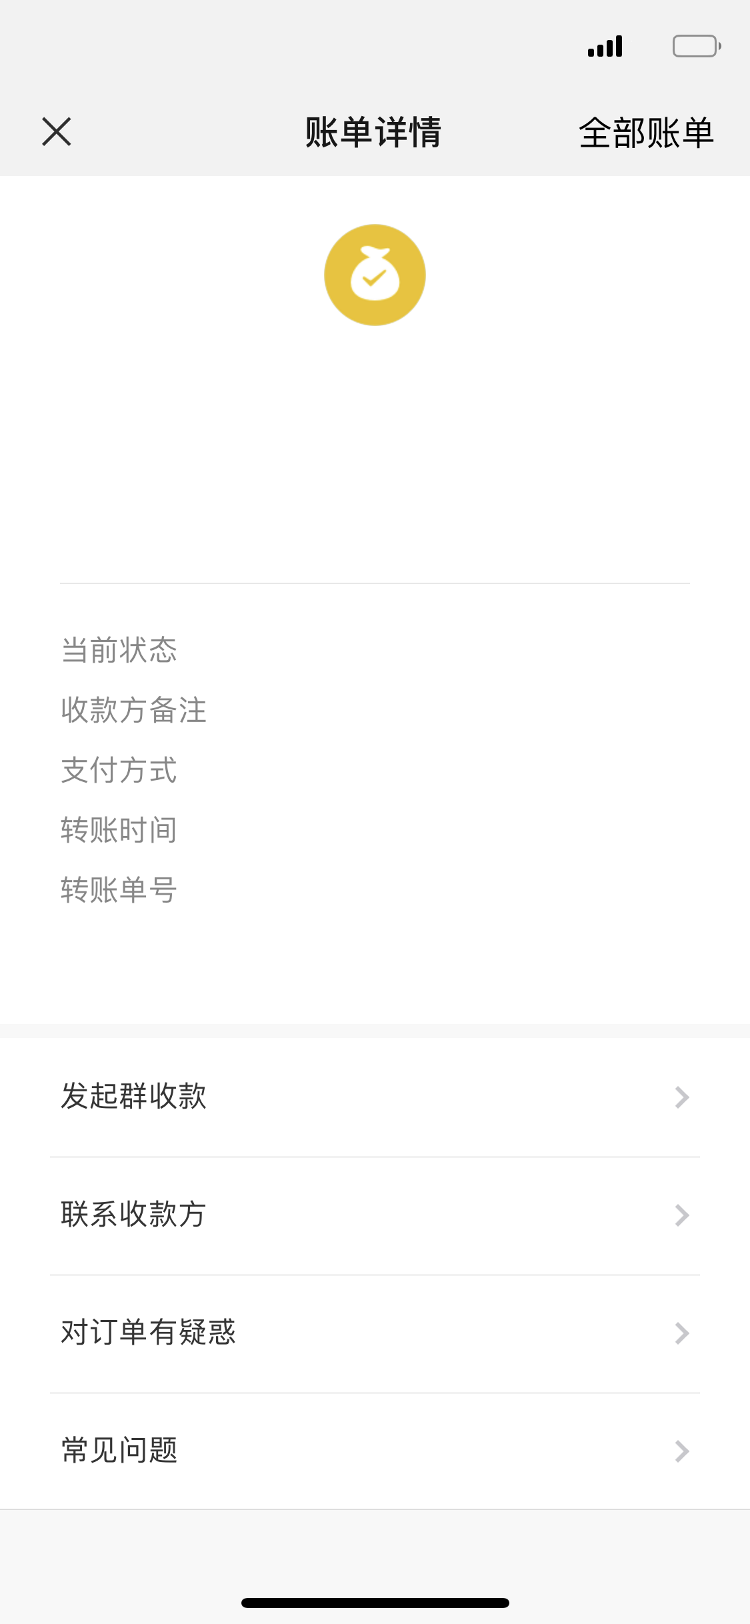 账单详情
全部账单
当前状态
收款方备注
支付方式
转账时间
转账单号
发起群收款
联系收款方
对订单有疑惑
常见问题